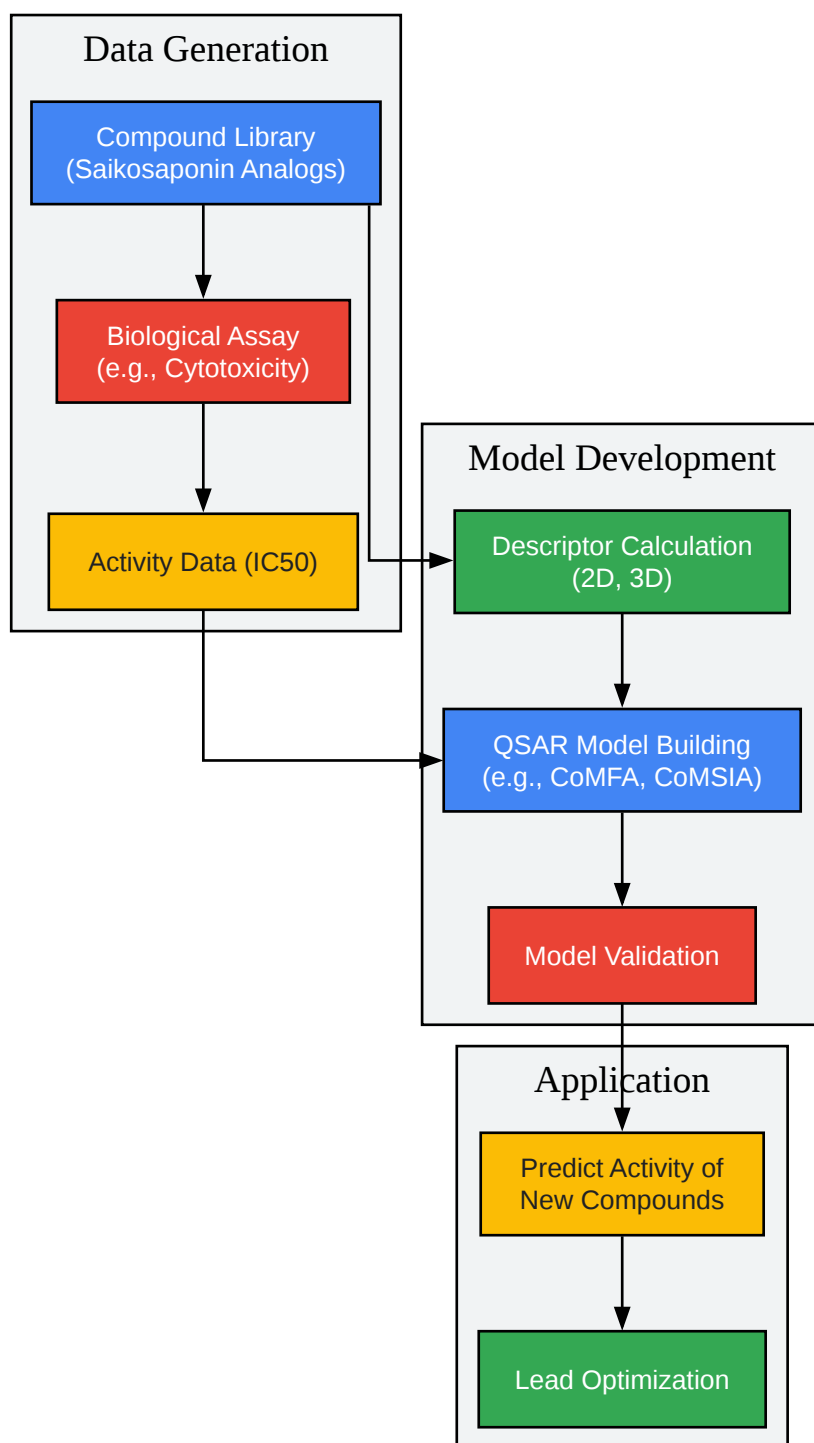 Data Generation
Compound Library
(Saikosaponin Analogs)
Biological Assay
(e.g., Cytotoxicity)
Activity Data (IC50)
Model Development
Descriptor Calculation
(2D, 3D)
QSAR Model Building
(e.g., CoMFA, CoMSIA)
Model Validation
Application
Predict Activity of
New Compounds
Lead Optimization